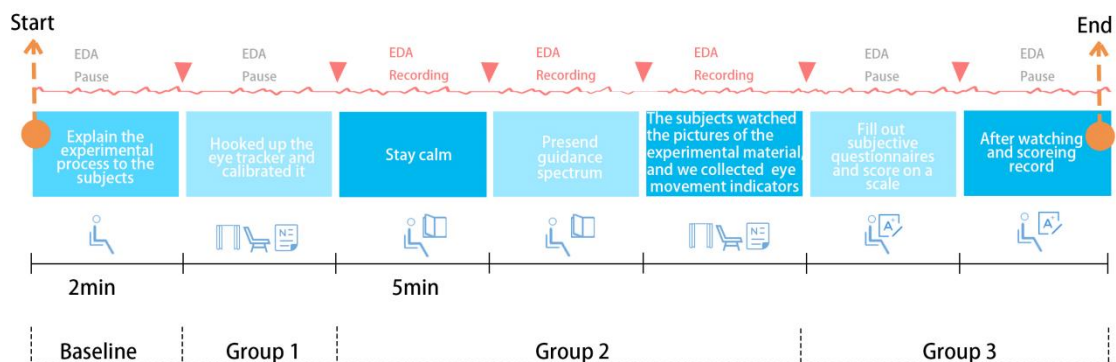 Start
End
EDA
Pause
EDA
Pause
EDA
Recording
EDA
Recording
EDA
Recording
EDA
Pause
EDA
Pause
Explain the
experimental
process to the
subjects
Hooked up the
eye tracker and
calibrated it
Stay calm
Presend
guidance
spectrum
The subjects watched
the pictures of the
experimental material,
and we collected eye
movement indicators
Fill out
subjective
questionnaires
and score on a
scale
After watching
and scoreing
record
2min
5min
Baseline
Group 1
Group 2
Group 3